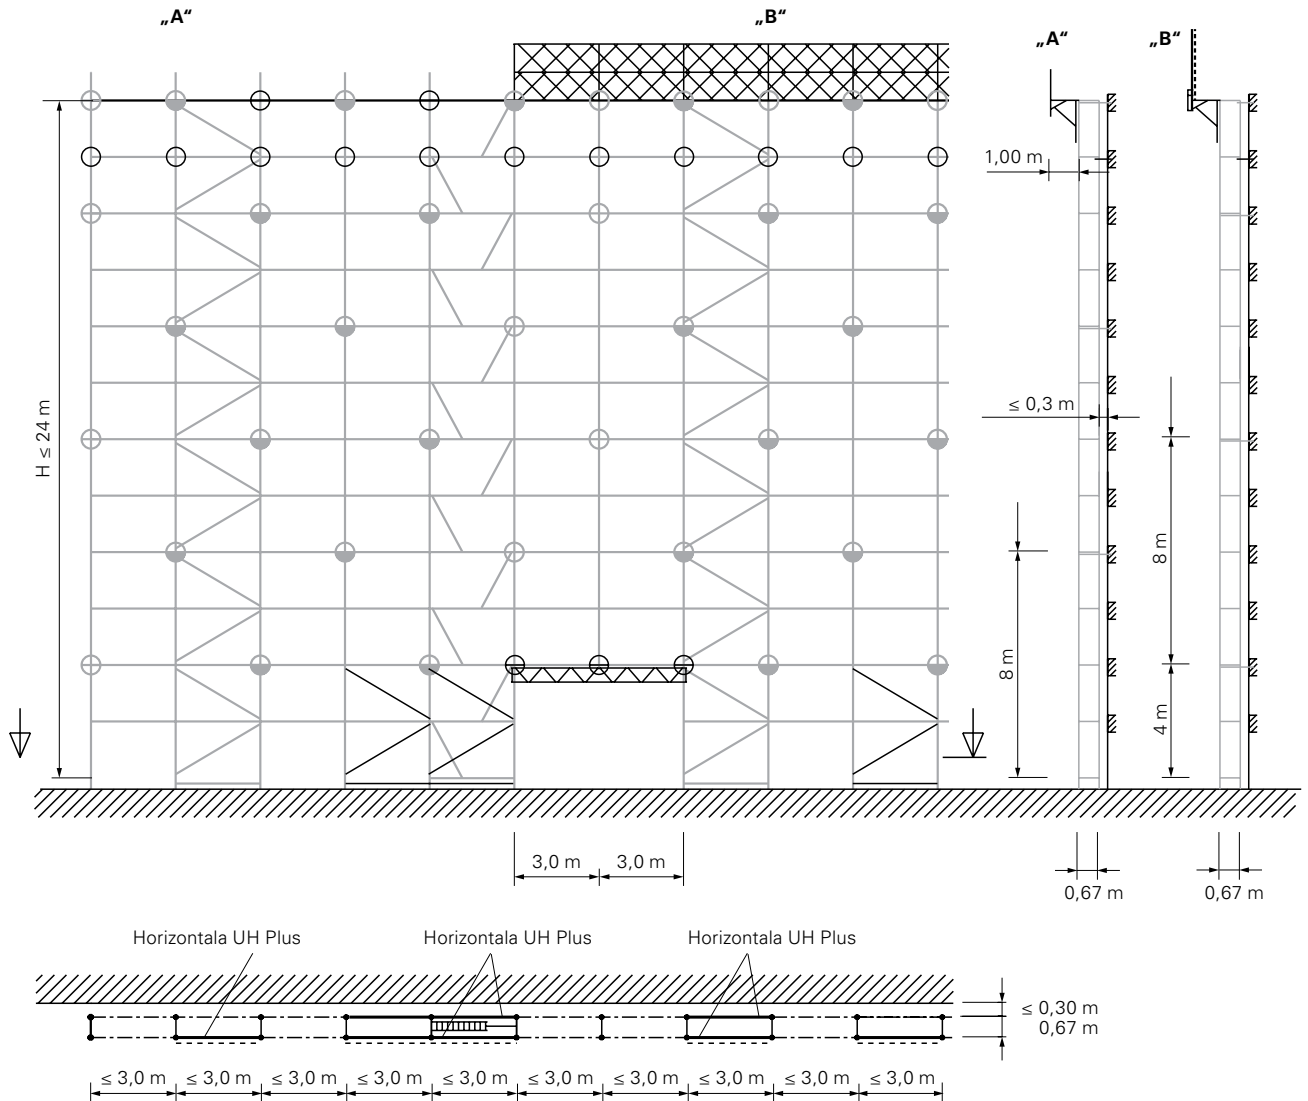 „A“
„B“
„A“
„B“
1,00 m
H ≤ 24 m
≤ 0,3 m
8 m
8 m
4 m
3,0 m
3,0 m
0,67 m
0,67 m
Horizontala UH Plus
Horizontala UH Plus
Horizontala UH Plus
≤ 0,30 m
0,67 m
≤ 3,0 m
≤ 3,0 m
≤ 3,0 m
≤ 3,0 m
≤ 3,0 m
≤ 3,0 m
≤ 3,0 m
≤ 3,0 m
≤ 3,0 m
≤ 3,0 m